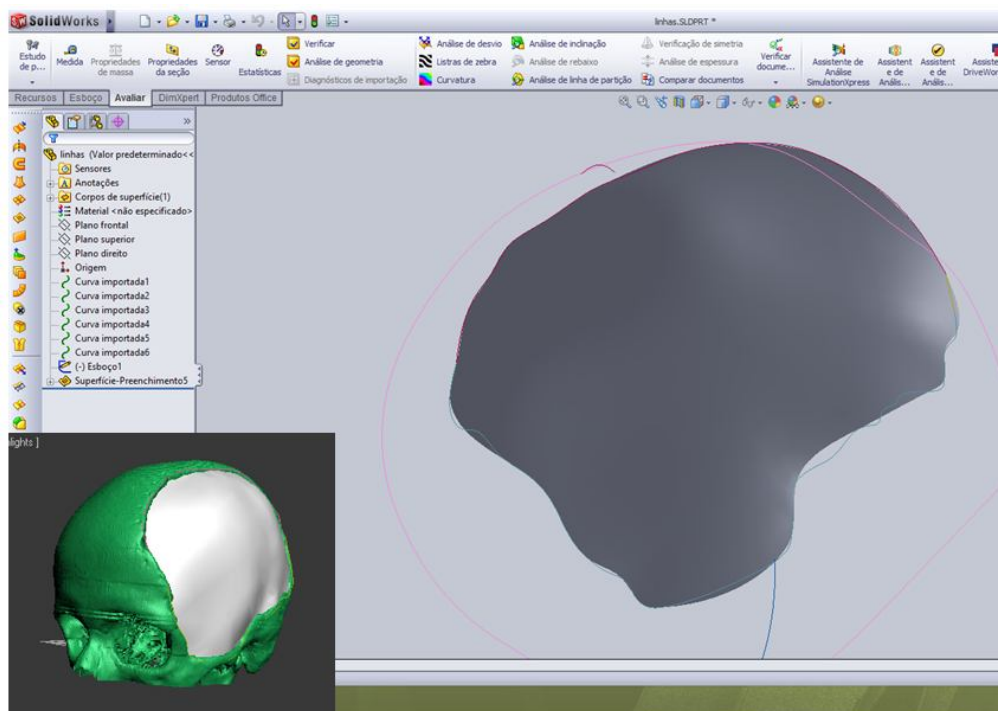 SolidWorks
linhas.SLDPRT *
Estudo de p...
Medida
Propriedades de massa
Propriedades da seção
Sensor
Estatísticas
Verificar
Análise de geometria
Diagnósticos de importação
Análise de desvio
Listras de zebra
Curvatura
Análise de inclinação
Análise de rebaixo
Análise de linha de partição
Verificação de simetria
Análise de espessura
Comparar documentos
Verificar docume...
Assistente de Análise SimulationXpress
Assistent e de Anális...
Assistent e de Anális...
Assiste DriveWor
Recursos Esboço Avaliar DimXpert Produtos Office
linhas (Valor predeterminado<<
Sensores
Anotações
Corpos de superfície(1)
Material <não especificado>
Plano frontal
Plano superior
Plano direito
Origem
Curva importada1
Curva importada2
Curva importada3
Curva importada4
Curva importada5
Curva importada6
(-) Esboço1
Superfície-Preenchimento5
lights ]